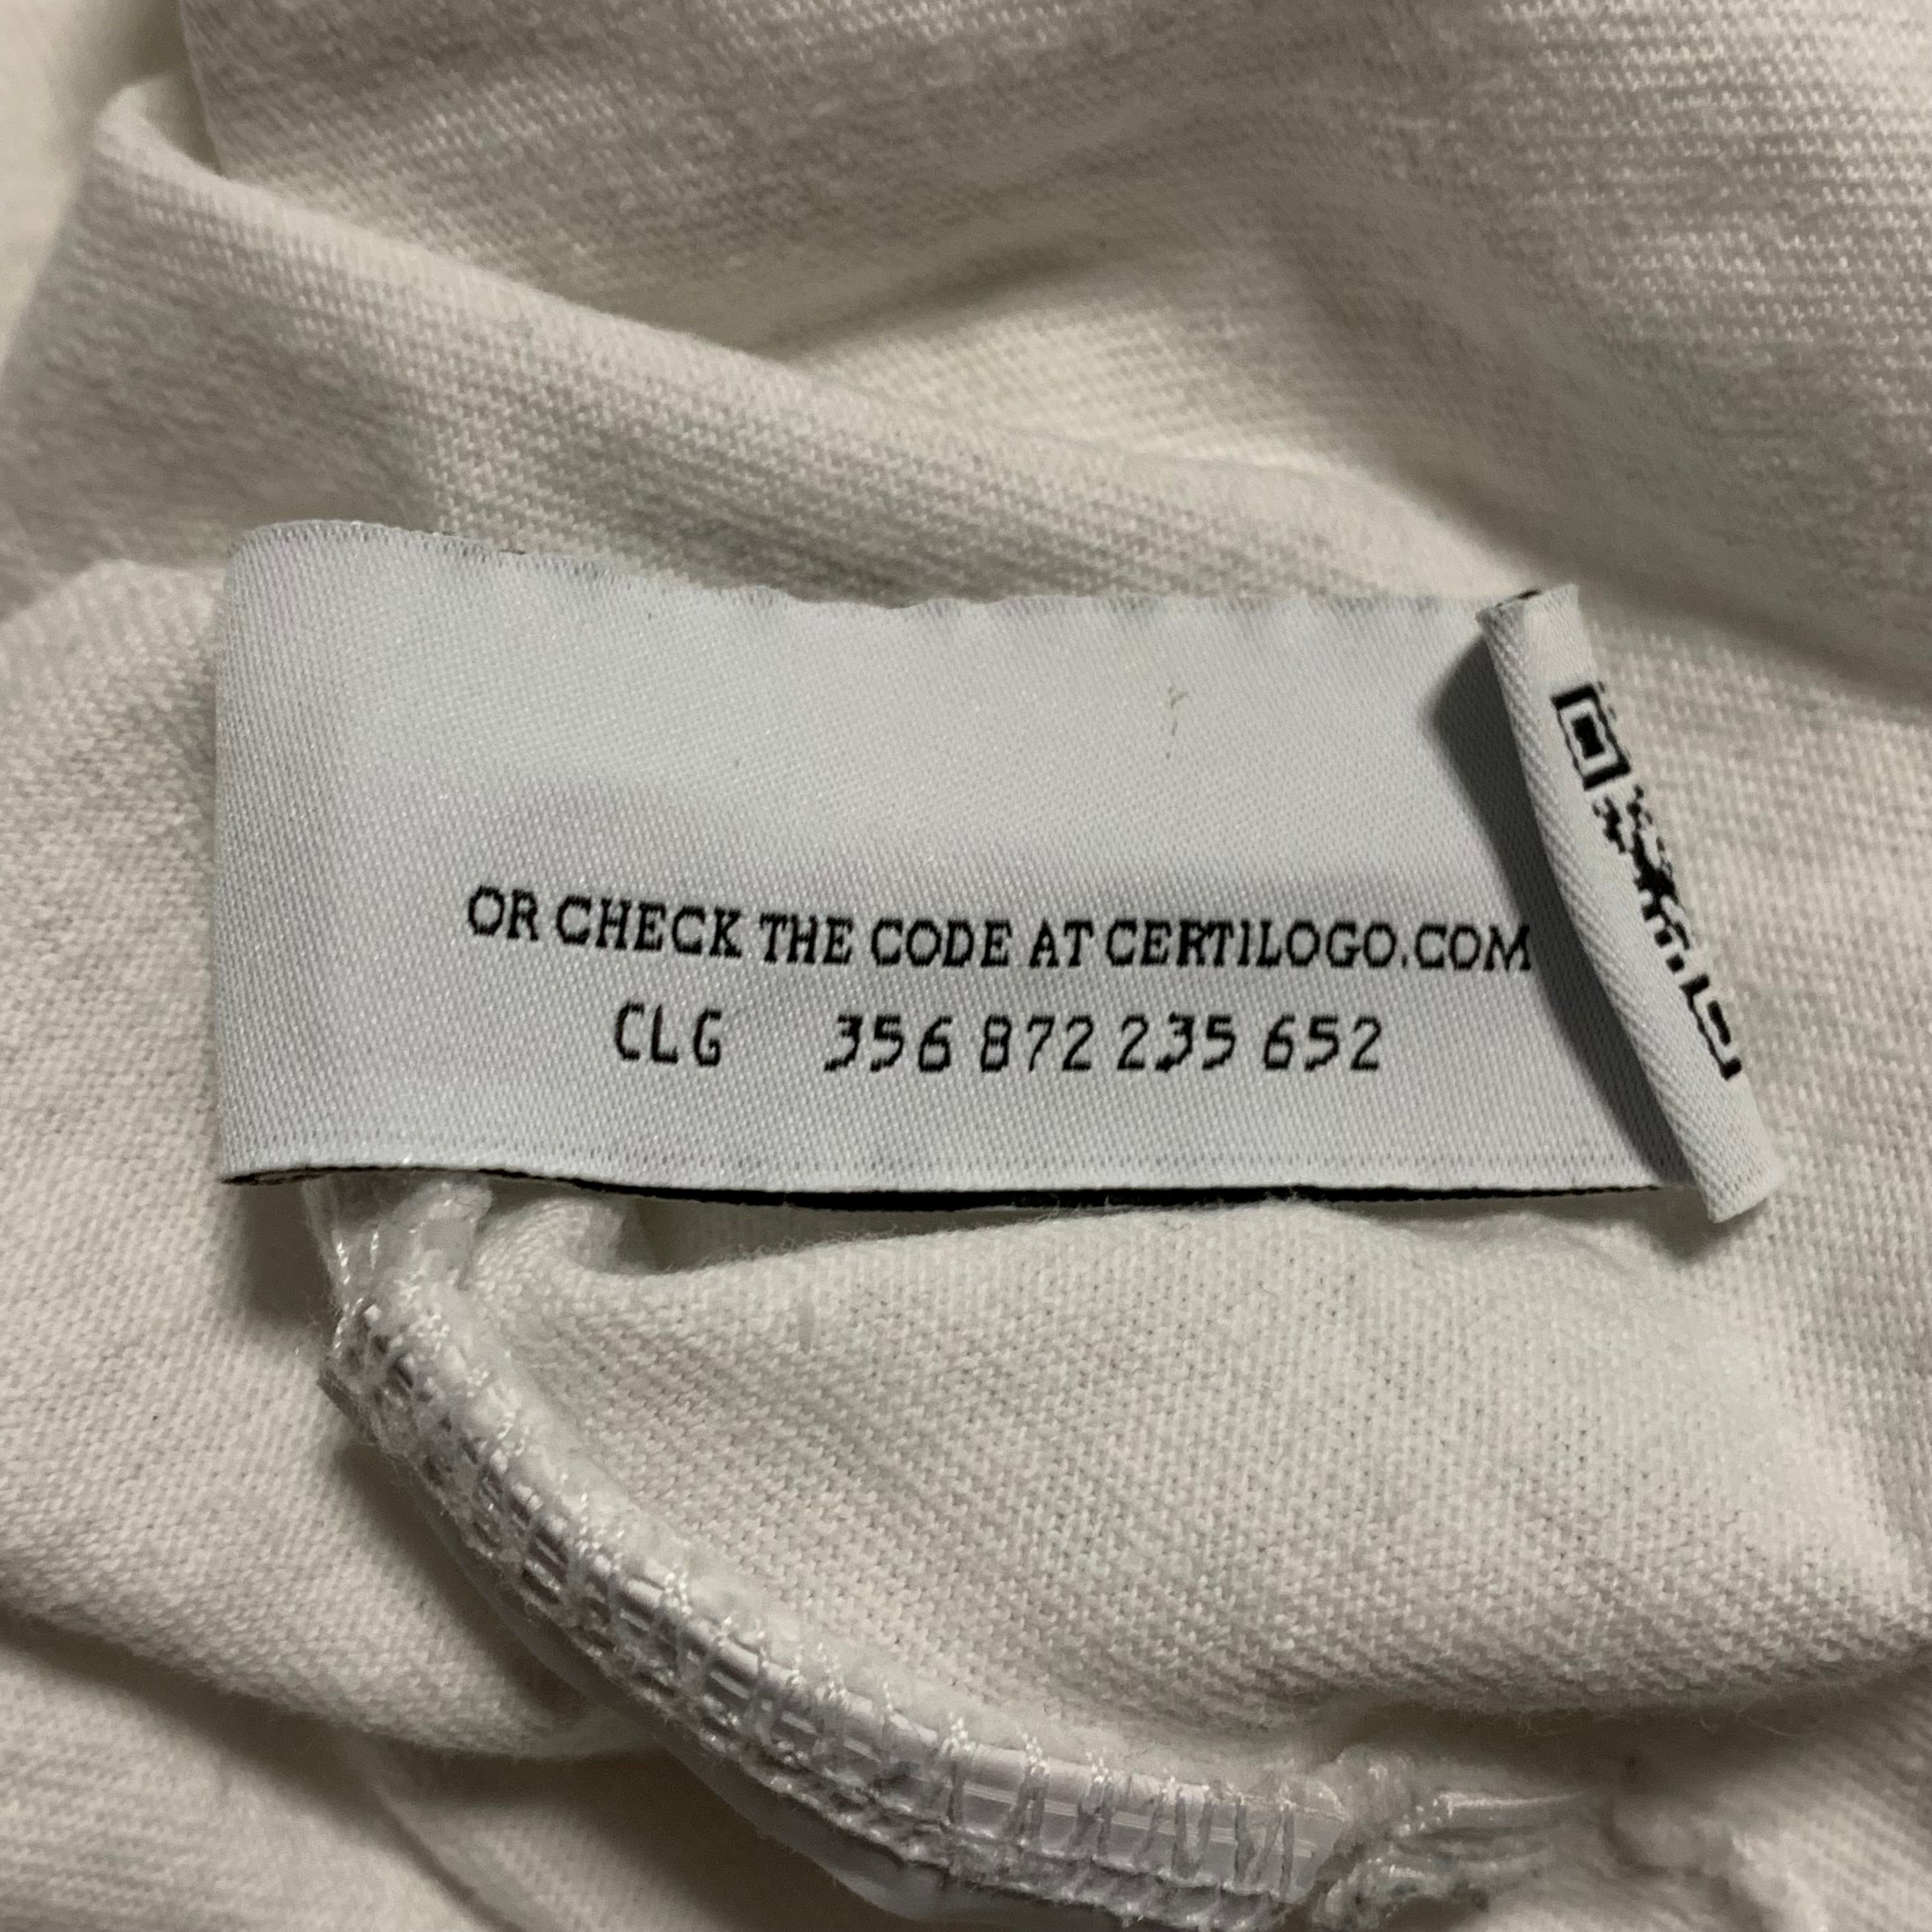 OR CHECK THE CODE AT CERTILOGO.COM
CLG 356 872 235 652